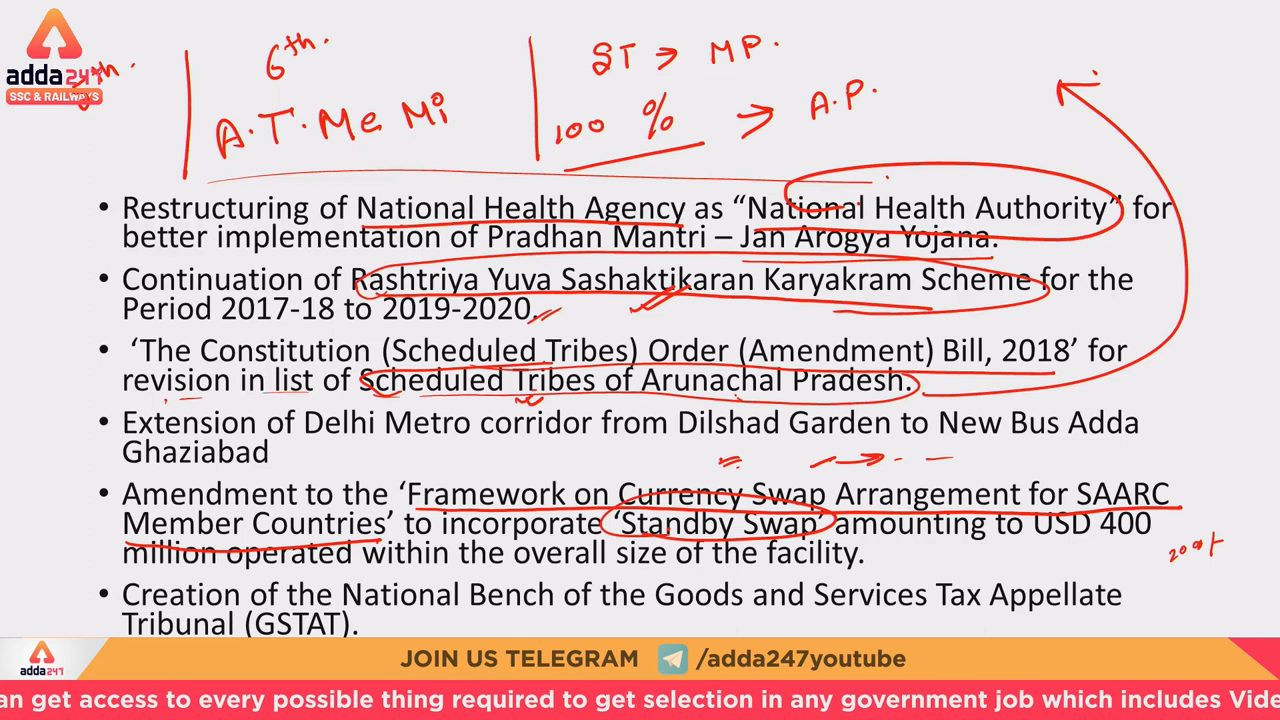 adda247
SSC & RAILWAYS
th.
6th.
A.T.Me Mi
ST → MP.
100 % → A.P.
• Restructuring of National Health Agency as “National Health Authority” for
better implementation of Pradhan Mantri – Jan Arogya Yojana.
• Continuation of Rashtriya Yuva Sashaktikaran Karyakram Scheme for the
Period 2017-18 to 2019-2020.
• ‘The Constitution (Scheduled Tribes) Order (Amendment) Bill, 2018’ for
revision in list of Scheduled Tribes of Arunachal Pradesh.
• Extension of Delhi Metro corridor from Dilshad Garden to New Bus Adda
Ghaziabad
• Amendment to the ‘Framework on Currency Swap Arrangement for SAARC
Member Countries’ to incorporate ‘Standby Swap’ amounting to USD 400
million operated within the overall size of the facility.
• Creation of the National Bench of the Goods and Services Tax Appellate
Tribunal (GSTAT).
adda247
JOIN US TELEGRAM /adda247youtube
an get access to every possible thing required to get selection in any government job which includes Vide